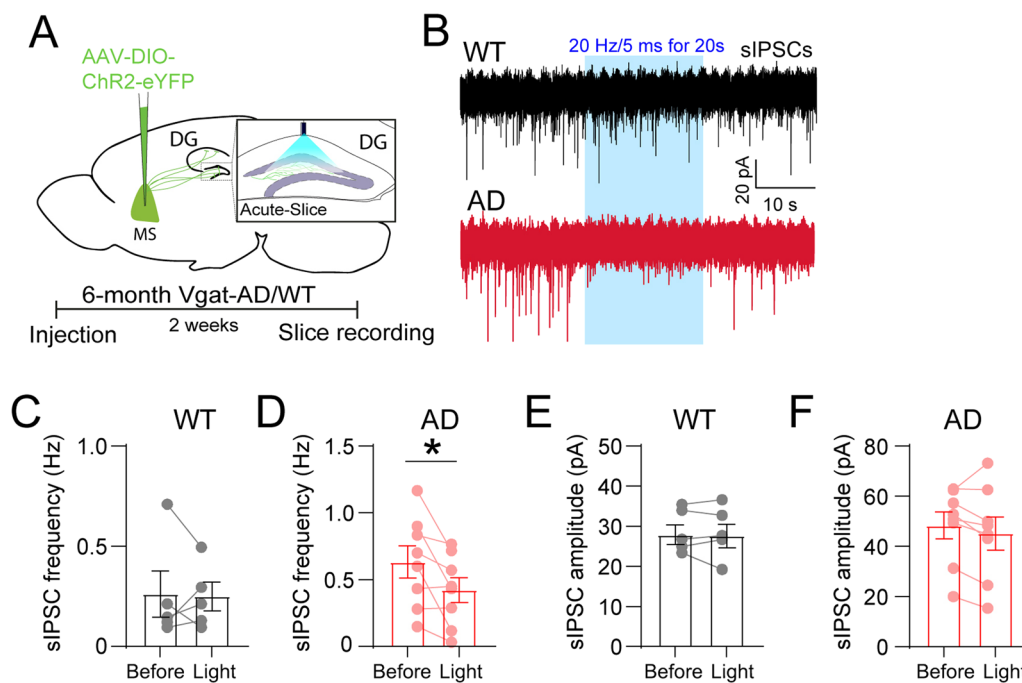 A
AAV-DIO-
ChR2-eYFP
DG
DG
Acute-Slice
MS
6-month Vgat-AD/WT
Injection
2 weeks
Slice recording
B
20 Hz/5 ms for 20s
WT
sIPSCs
20 pA
10 s
AD
C
WT
sIPSC frequency (Hz)
1.0
0.5
0
Before Light
D
AD
*
sIPSC frequency (Hz)
1.5
1.0
0.5
0
Before Light
E
WT
sIPSC amplitude (pA)
50
40
30
20
10
0
Before Light
F
AD
sIPSC amplitude (pA)
80
60
40
20
0
Before Light